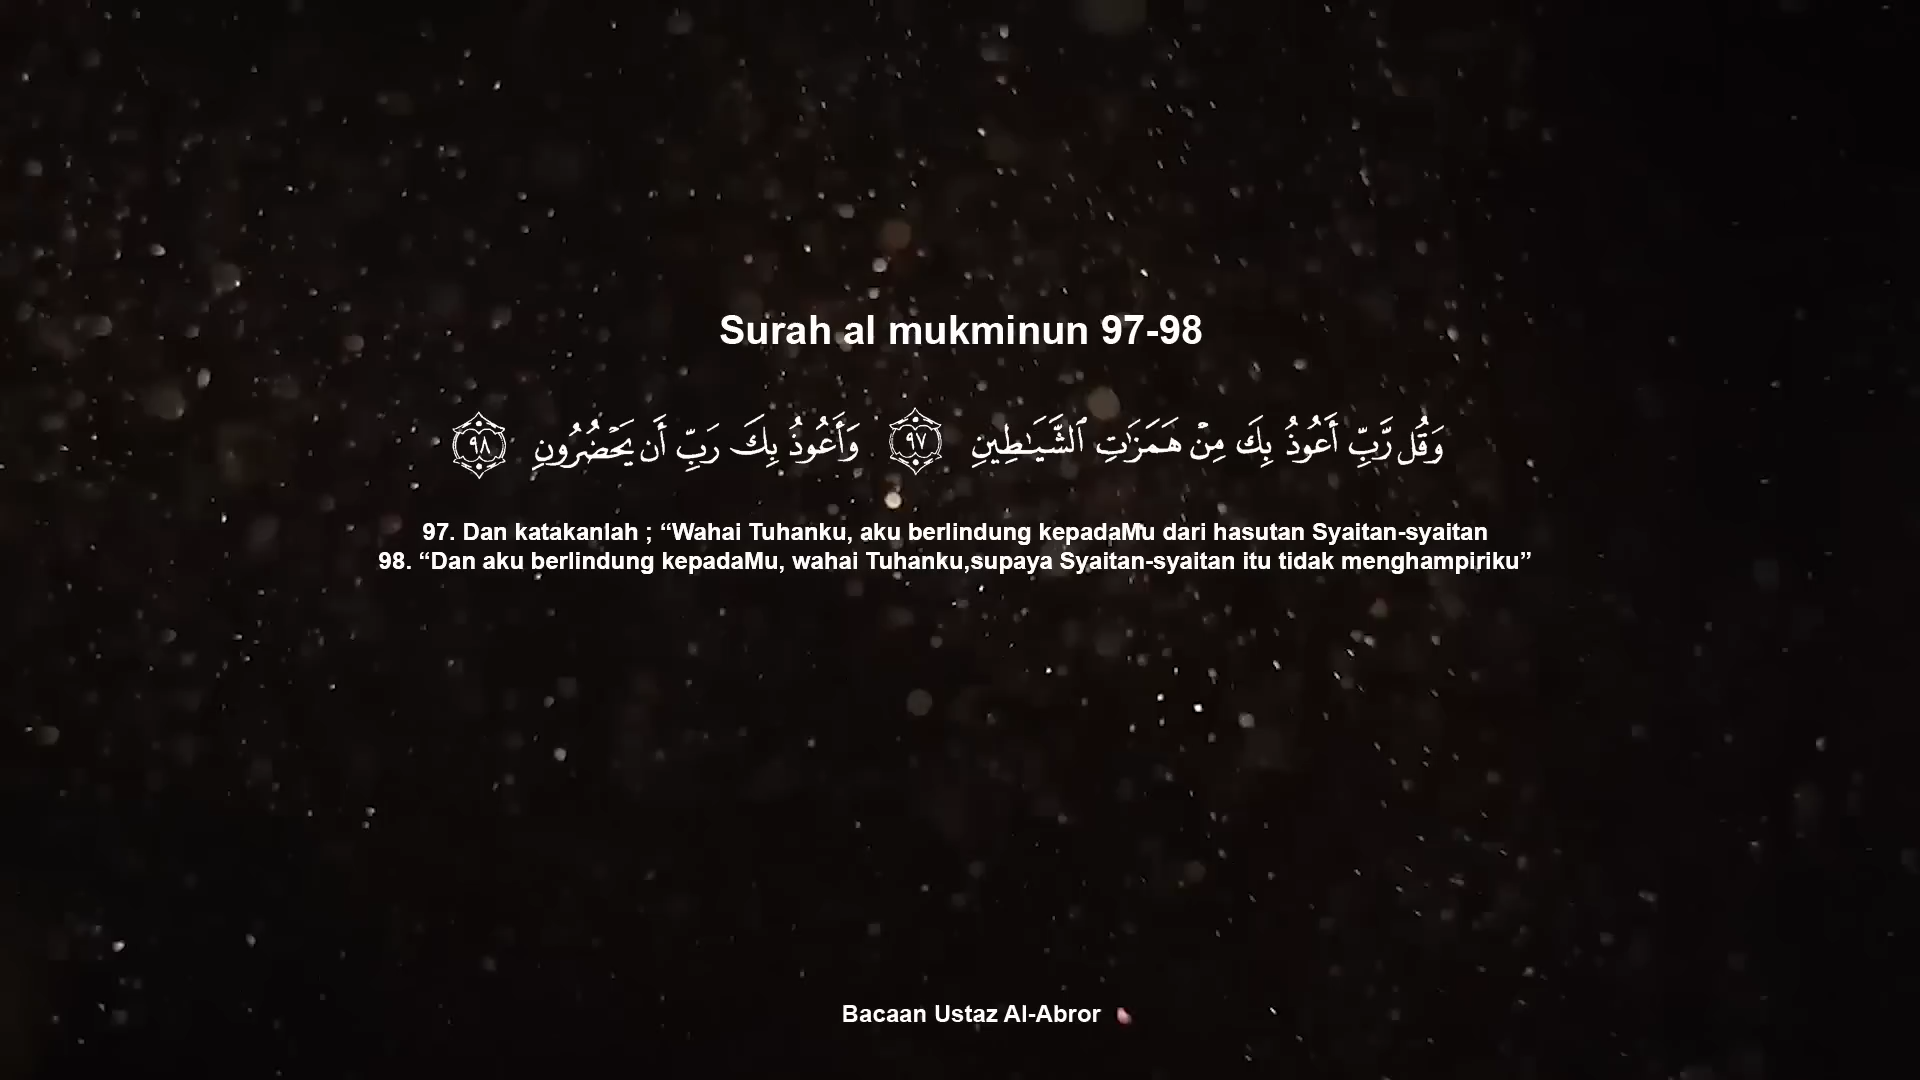 Surah al mukminun 97-98
وَقُل رَّبِّ أَعُوذُ بِكَ مِنْ هَمَزَٰتِ ٱلشَّيَـٰطِينِ ٩٧ وَأَعُوذُ بِكَ رَبِّ أَن يَحْضُرُونِ ٩٨
97. Dan katakanlah ; “Wahai Tuhanku, aku berlindung kepadaMu dari hasutan Syaitan-syaitan
98. “Dan aku berlindung kepadaMu, wahai Tuhanku,supaya Syaitan-syaitan itu tidak menghampiriku”
Bacaan Ustaz Al-Abror